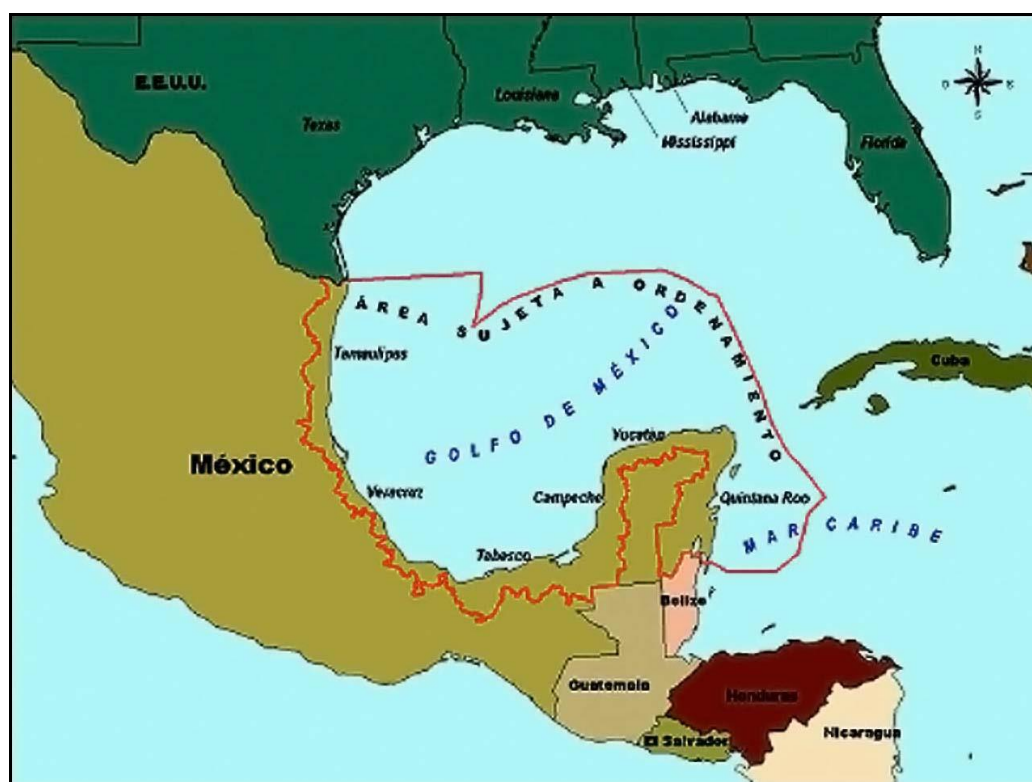 E.E.U.U.
Texas
Louisiana
Alabama
Mississippi
Florida
N
O
E
S
ÁREA SUJETA A ORDENAMIENTO
GOLFO DE MÉXICO
Tamaulipas
Cuba
México
Veracruz
Yucatán
Campeche
Quintana Roo
Tabasco
MAR CARIBE
Belize
Guatemala
Honduras
El Salvador
Nicaragua